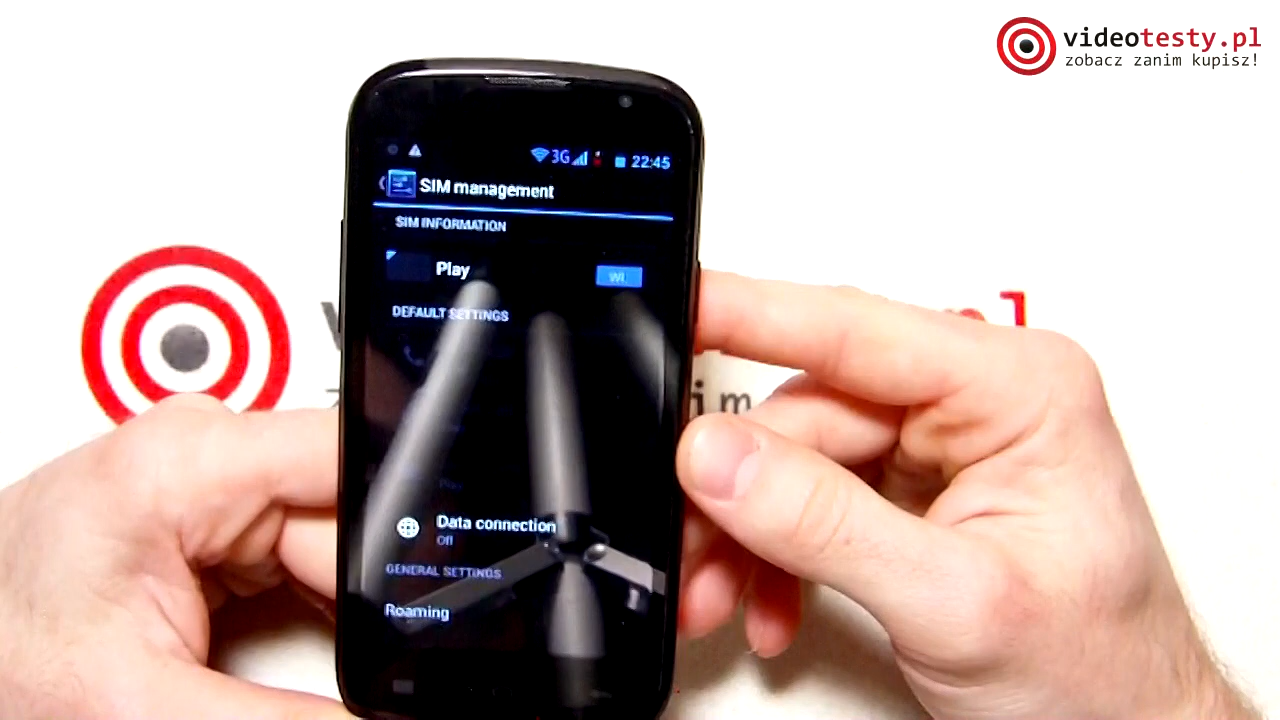 videotesty.pl
zobacz zanim kupisz!
3G 22:45
SIM management
SIM INFORMATION
Play
DEFAULT SETTINGS
Data connection
Off
GENERAL SETTINGS
Roaming